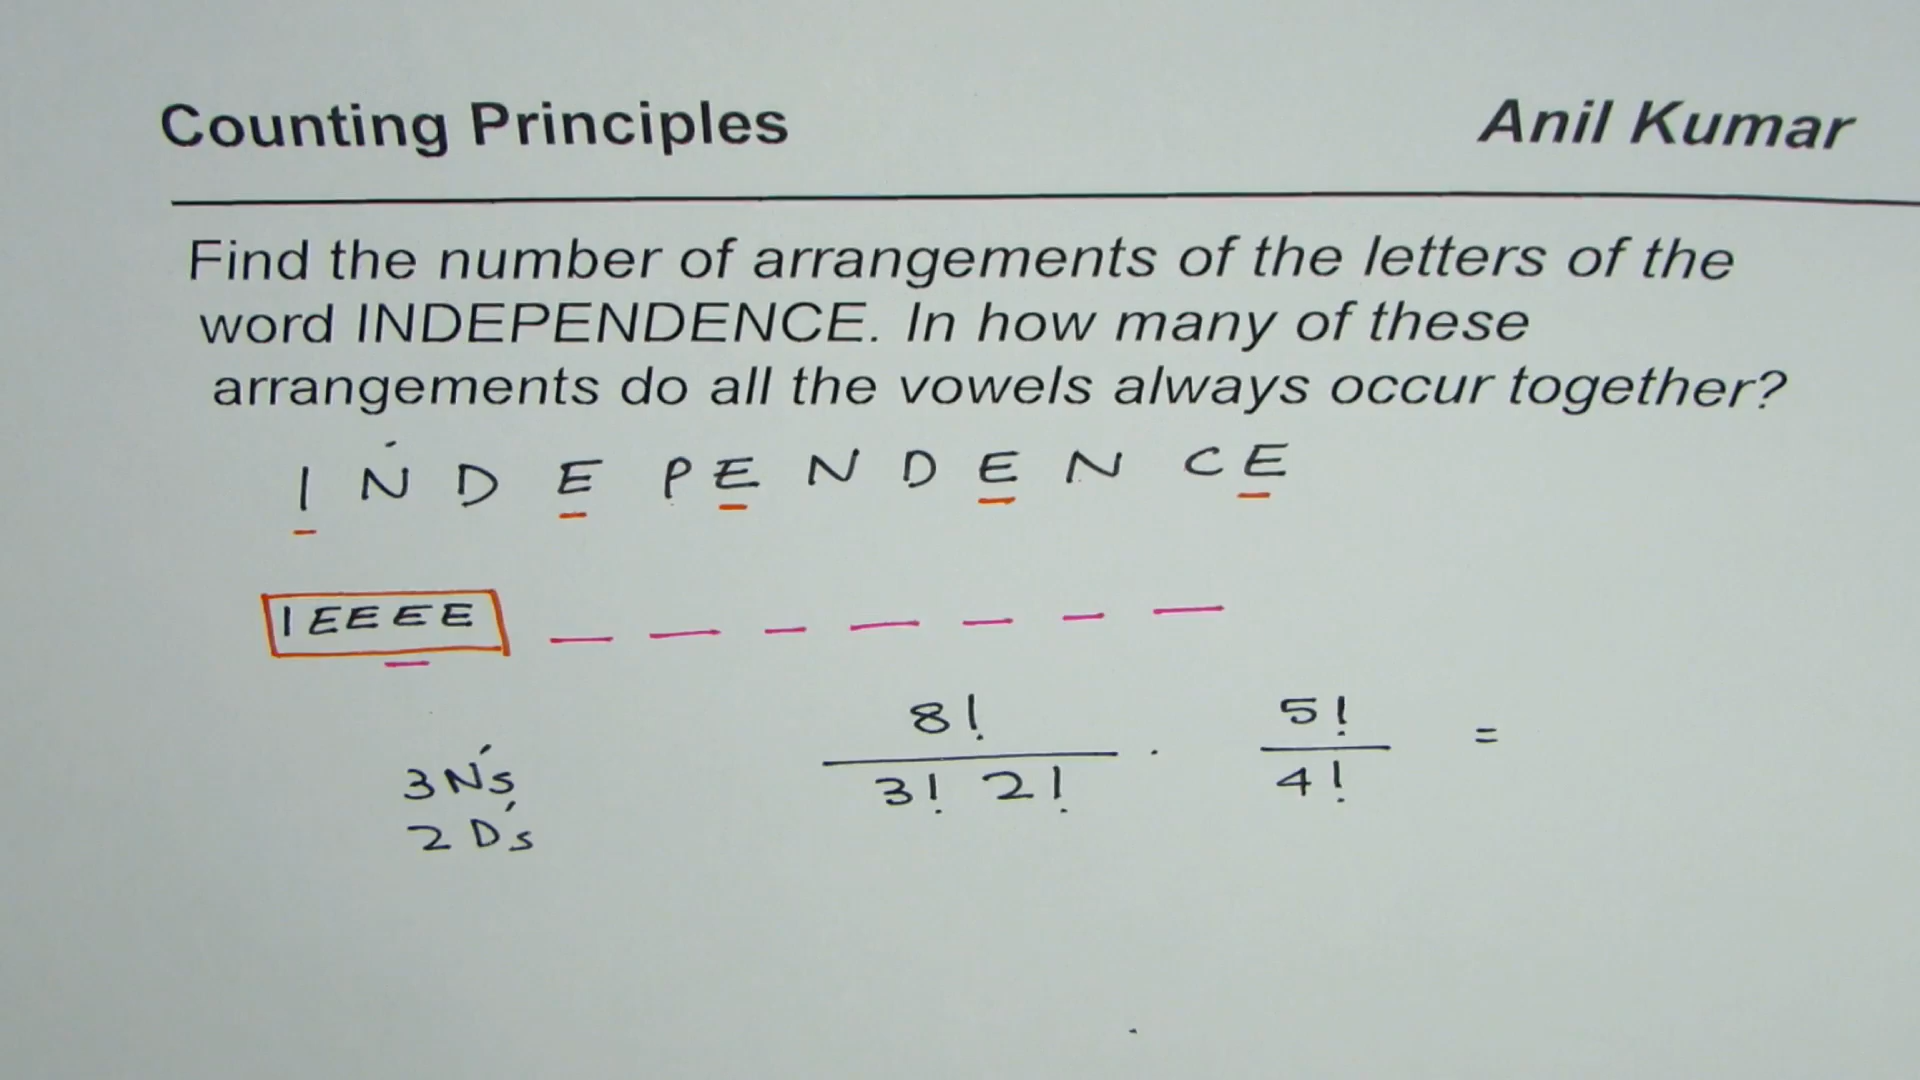 Counting Principles Anil Kumar
Find the number of arrangements of the letters of the
word INDEPENDENCE. In how many of these
arrangements do all the vowels always occur together?
I N D E P E N D E N C E
IEEEE
8! 5!
3! 2! . 4! =
3N's
2D's